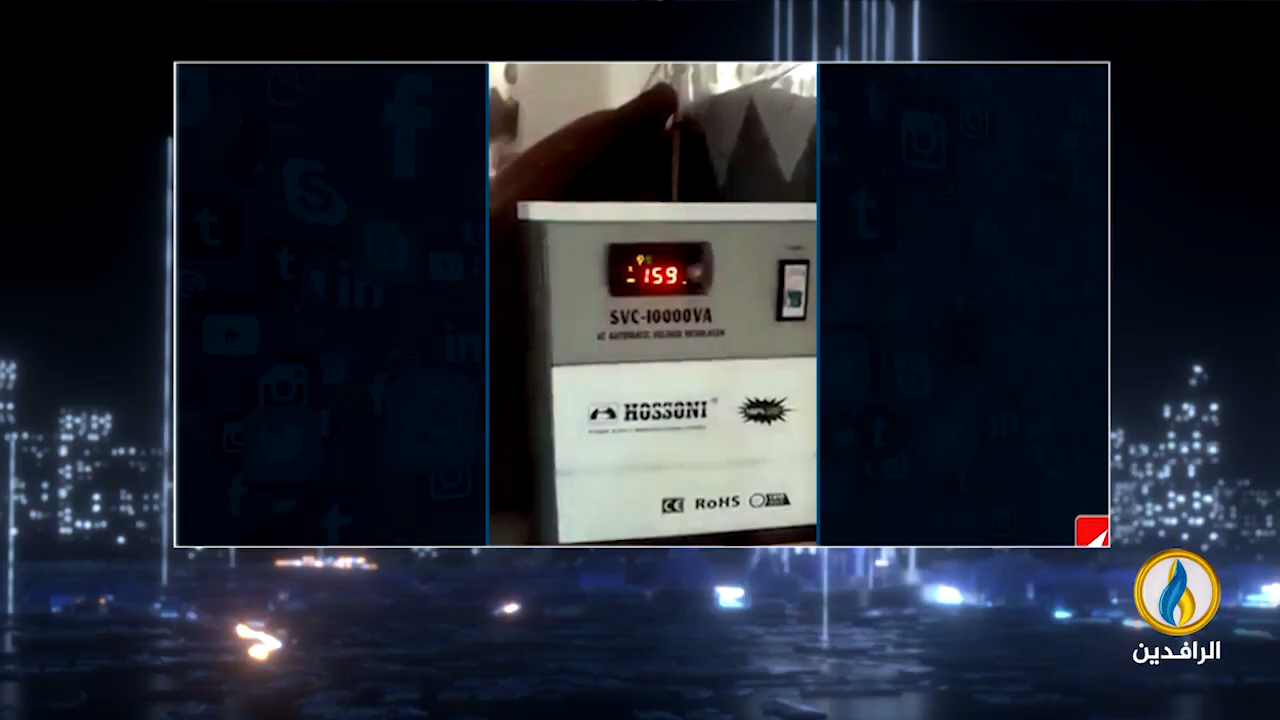 159
SVC-10000VA
AC AUTOMATIC VOLTAGE REGULATOR
HOSSONI
CE RoHS
الرافدين